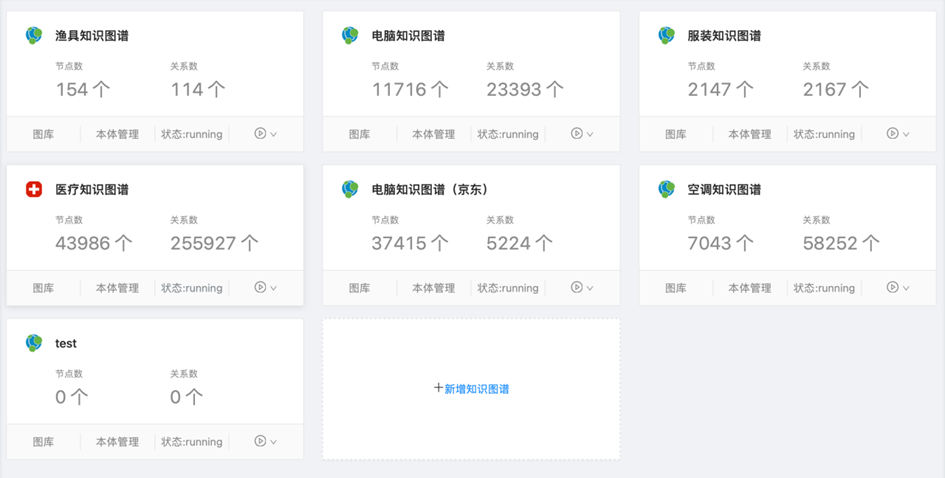 渔具知识图谱
节点数 关系数
154 个 114 个
图库 本体管理 状态:running
电脑知识图谱
节点数 关系数
11716 个 23393 个
图库 本体管理 状态:running
服装知识图谱
节点数 关系数
2147 个 2167 个
图库 本体管理 状态:running
医疗知识图谱
节点数 关系数
43986 个 255927 个
图库 本体管理 状态:running
电脑知识图谱（京东）
节点数 关系数
37415 个 5224 个
图库 本体管理 状态:running
空调知识图谱
节点数 关系数
7043 个 58252 个
图库 本体管理 状态:running
test
节点数 关系数
0 个 0 个
图库 本体管理 状态:running
+新增知识图谱